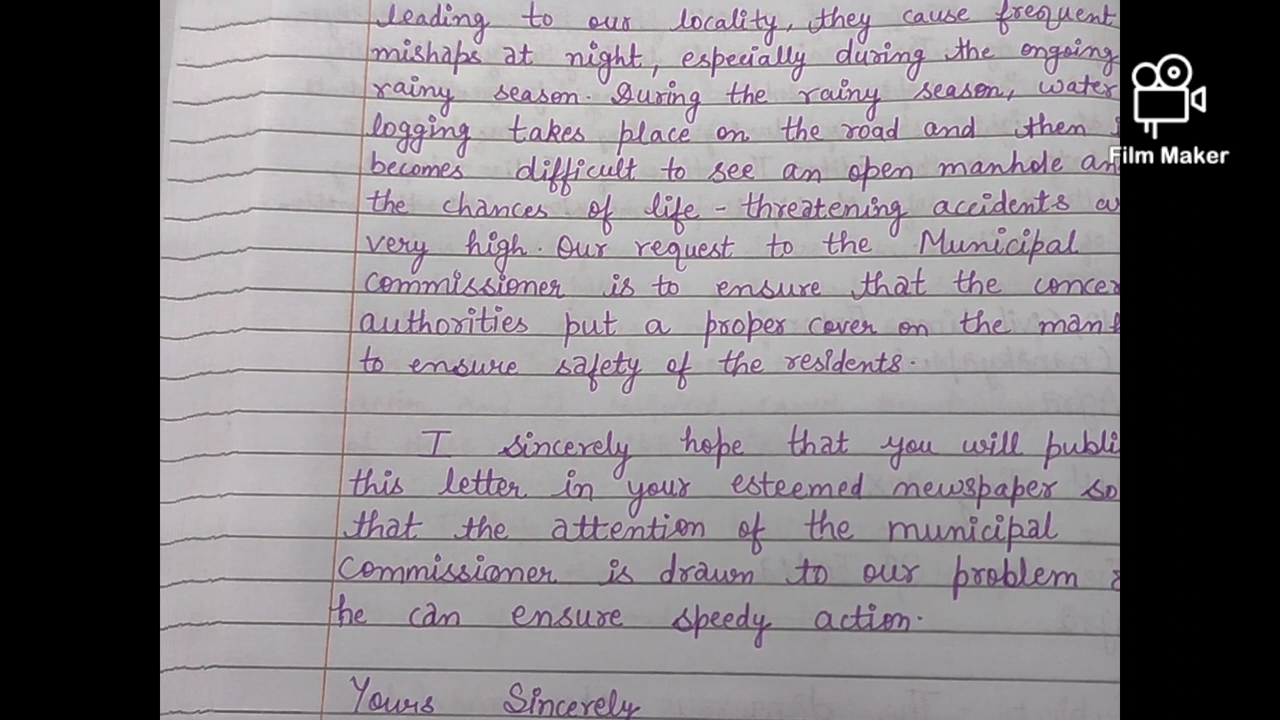 leading to our locality, they cause frequent
mishaps at night, especially during the ongoing
rainy season. During the rainy season, water
logging takes place on the road and then
becomes difficult to see an open manhole an
the chances of life - threatening accidents a
very high. Our request to the Municipal
commissioner is to ensure that the concer
authorities put a proper cover on the manh
to ensure safety of the residents.
I sincerely hope that you will publi
this letter in your esteemed newspaper so
that the attention of the municipal
commissioner is drawn to our problem
he can ensure speedy action.
Yours Sincerely
Film Maker